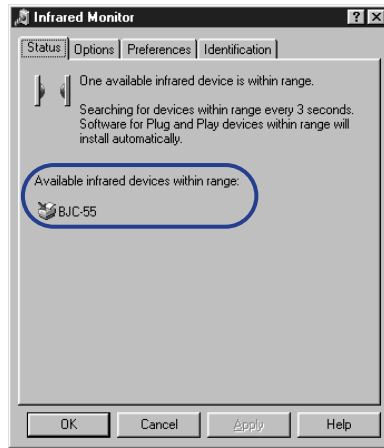 Infrared Monitor
Status Options Preferences Identification
One available infrared device is within range.
Searching for devices within range every 3 seconds.
Software for Plug and Play devices within range will
install automatically.
Available infrared devices within range:
BJC-55
OK Cancel Apply Help